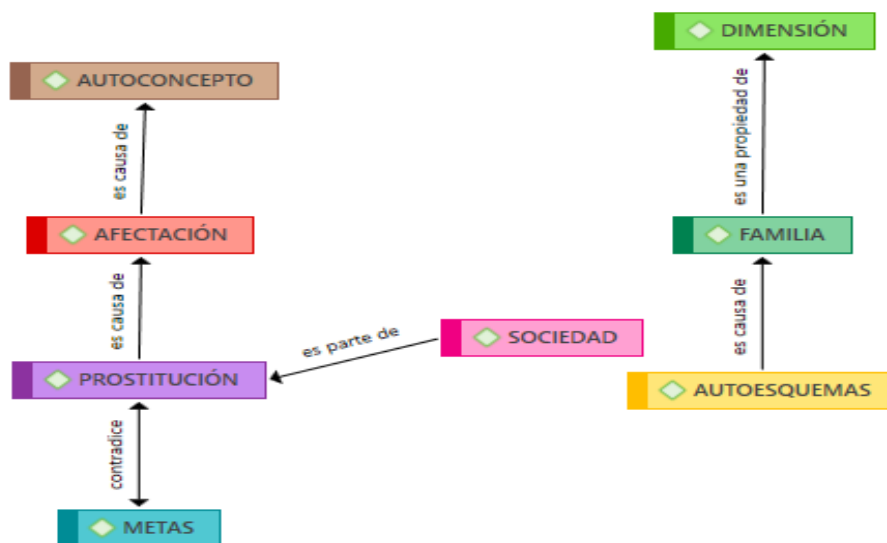 DIMENSIÓN
AUTOCONCEPTO
es causa de
es una propiedad de
AFECTACIÓN
FAMILIA
es causa de
es parte de
SOCIEDAD
es causa de
PROSTITUCIÓN
AUTOESQUEMAS
contradice
METAS